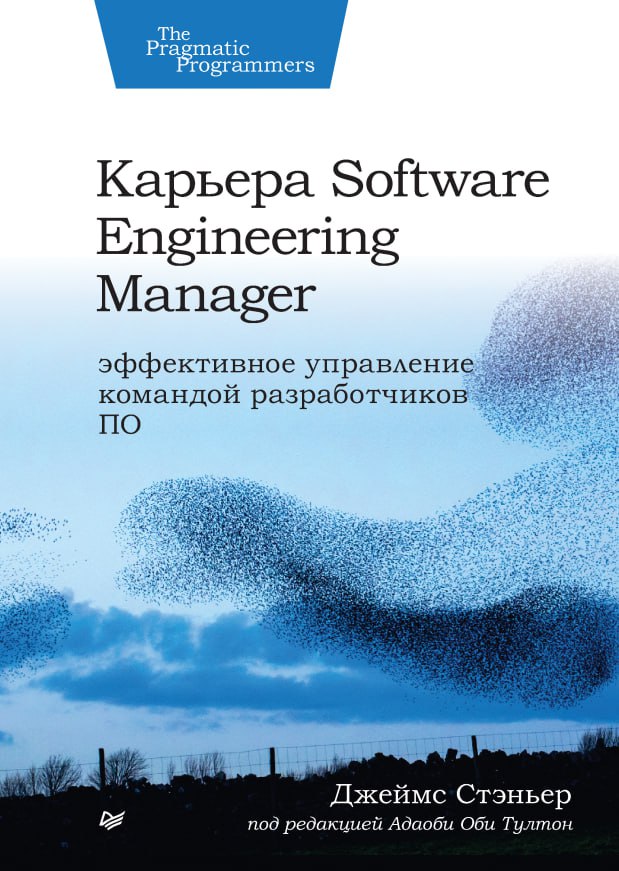 The
Pragmatic
Programmers
Карьера Software
Engineering
Manager
эффективное управление
командой разработчиков
ПО
Джеймс Стэньер
под редакцией Адаоби Оби Тултон